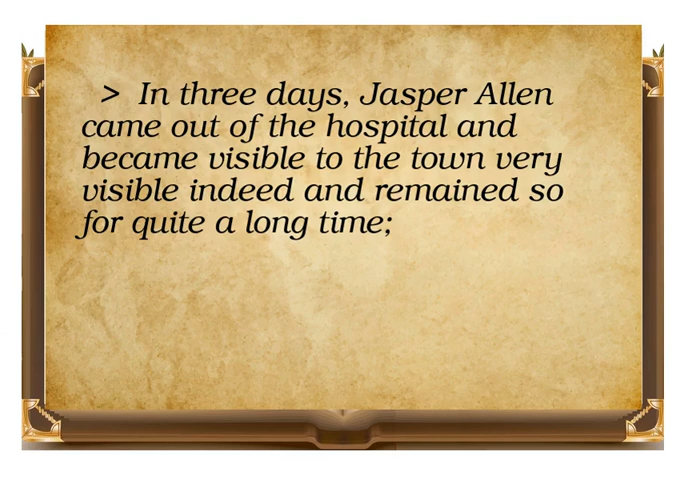 > In three days, Jasper Allen
came out of the hospital and
became visible to the town very
visible indeed and remained so
for quite a long time;